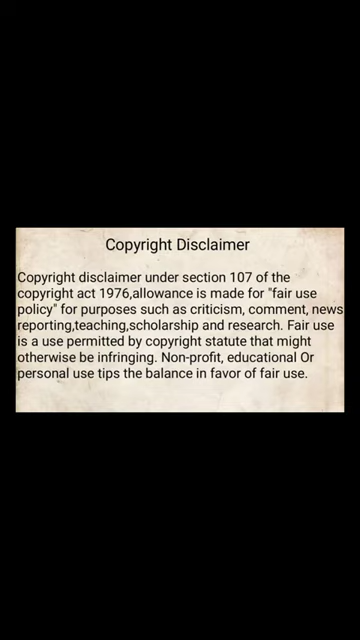 Copyright Disclaimer
Copyright disclaimer under section 107 of the
copyright act 1976,allowance is made for "fair use
policy" for purposes such as criticism, comment, news
reporting,teaching,scholarship and research. Fair use
is a use permitted by copyright statute that might
otherwise be infringing. Non-profit, educational Or
personal use tips the balance in favor of fair use.